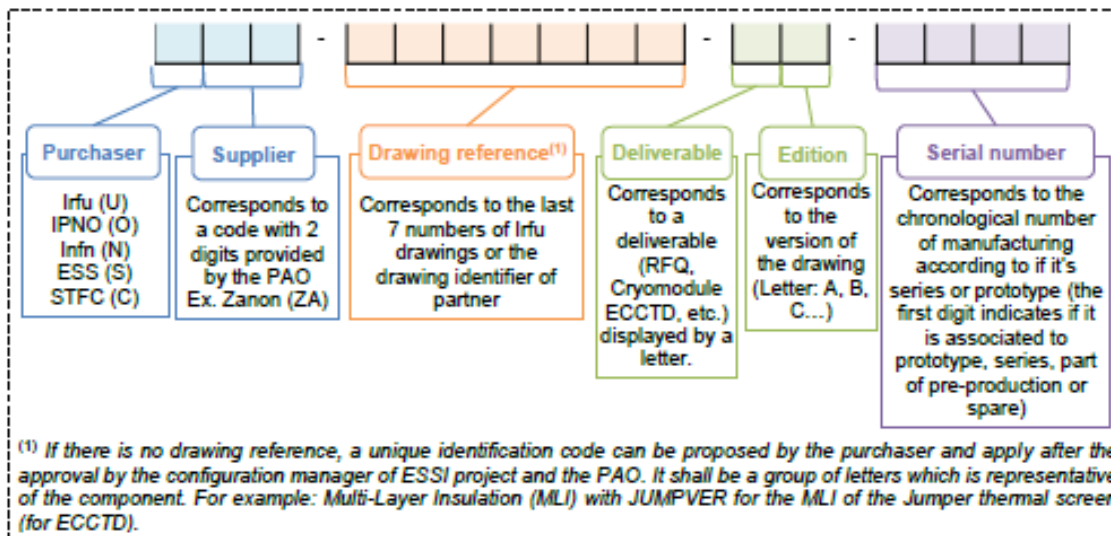 - - -
Purchaser
Irfu (U)
IPNO (O)
Infn (N)
ESS (S)
STFC (C)
Supplier
Corresponds to
a code with 2
digits provided
by the PAO
Ex. Zanon (ZA)
Drawing reference(1)
Corresponds to the last
7 numbers of Irfu
drawings or the
drawing identifier of
partner
Deliverable
Corresponds
to a
deliverable
(RFQ,
Cryomodule
ECCTD, etc.)
displayed by a
letter.
Edition
Corresponds
to the
version of
the drawing
(Letter: A, B,
C…)
Serial number
Corresponds to the
chronological number
of manufacturing
according to if it's
series or prototype (the
first digit indicates if it
is associated to
prototype, series, part
of pre-production or
spare)
(1) If there is no drawing reference, a unique identification code can be proposed by the purchaser and apply after the
approval by the configuration manager of ESSI project and the PAO. It shall be a group of letters which is representative
of the component. For example: Multi-Layer Insulation (MLI) with JUMPVER for the MLI of the Jumper thermal screen
(for ECCTD).